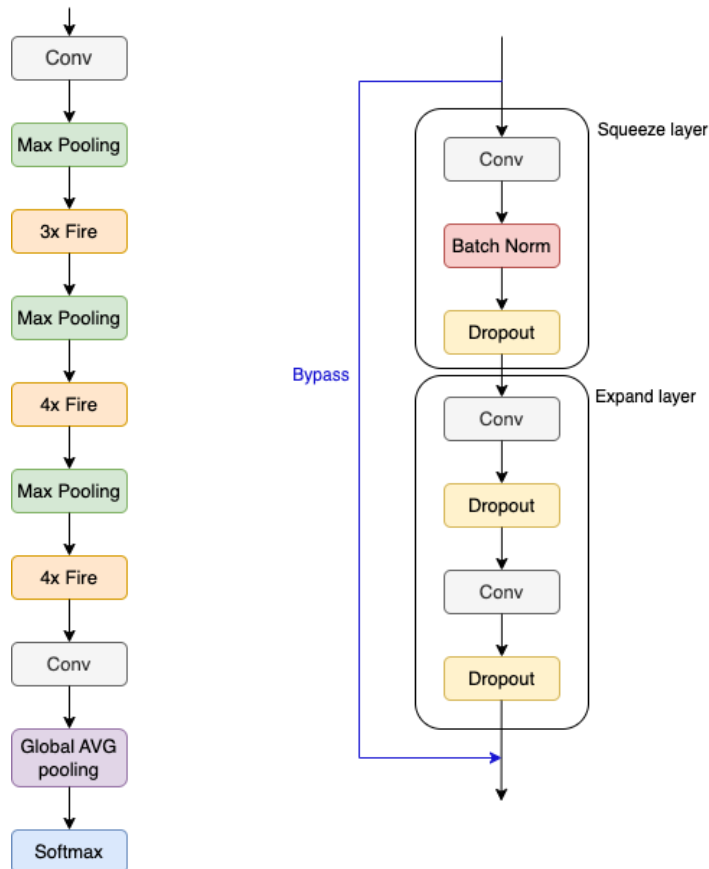 Conv
Max Pooling
3x Fire
Max Pooling
4x Fire
Max Pooling
4x Fire
Conv
Global AVG
pooling
Softmax
Bypass
Squeeze layer
Conv
Batch Norm
Dropout
Expand layer
Conv
Dropout
Conv
Dropout